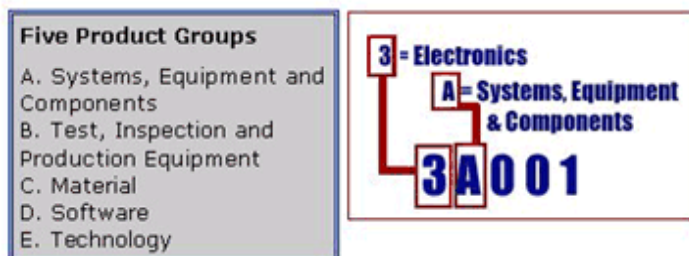 Five Product Groups
A. Systems, Equipment and
Components
B. Test, Inspection and
Production Equipment
C. Material
D. Software
E. Technology
3 = Electronics
A = Systems, Equipment
& Components
3A001